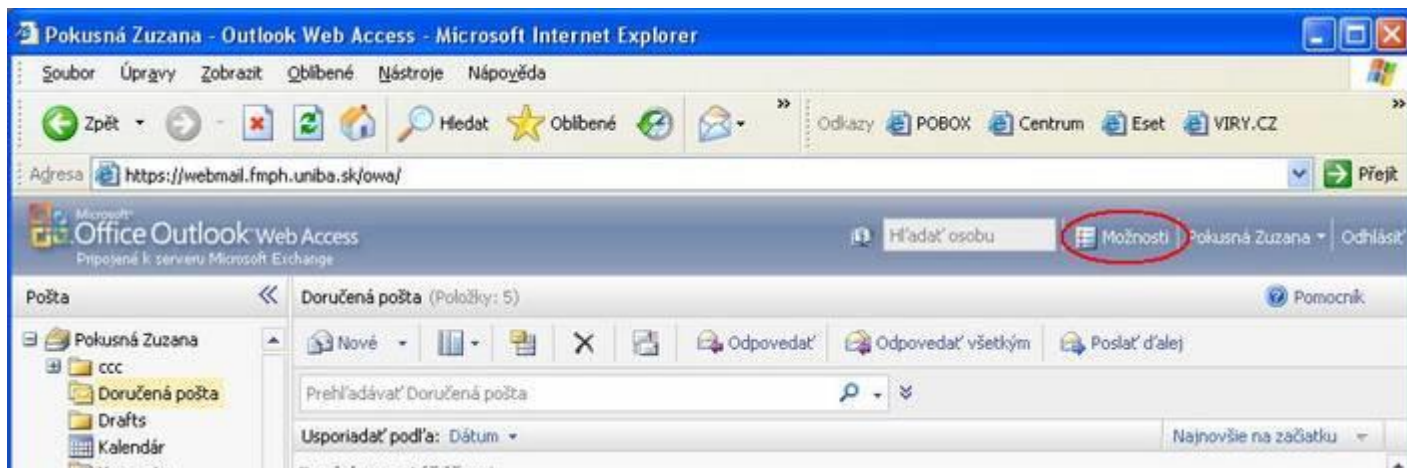 Pokusná Zuzana - Outlook Web Access - Microsoft Internet Explorer
Soubor Úpravy Zobrazit Oblíbené Nástroje Nápověda
Zpět Hledat Oblíbené Odkazy POBOX Centrum Eset VIRY.CZ
Adresa https://webmail.fmph.uniba.sk/owa/ Přejít
Microsoft
Office Outlook Web Access Hľadať osobu Možnosti Pokusná Zuzana Odhlásiť
Pripojené k serveru Microsoft Exchange
Pošta Doručená pošta (Položky: 5) Pomocník
Pokusná Zuzana Nové Odpovedať Odpovedať všetkým Poslať ďalej
ccc
Doručená pošta Prehľadávať Doručená pošta
Drafts
Usporiadať podľa: Dátum Najnovšie na začiatku
Kalendár